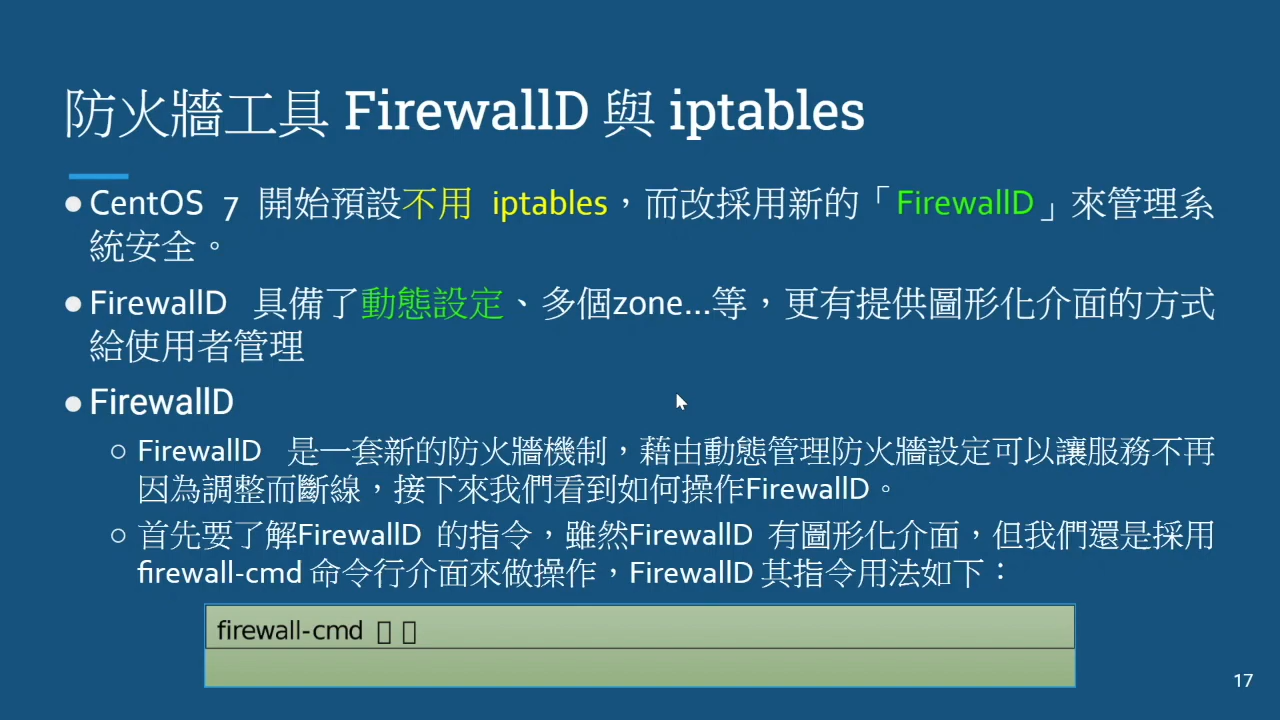 防火牆工具 FirewallD 與 iptables
●CentOS 7 開始預設不用 iptables，而改採用新的「FirewallD」來管理系
統安全。
●FirewallD 具備了動態設定、多個zone...等，更有提供圖形化介面的方式
給使用者管理
●FirewallD
○ FirewallD 是一套新的防火牆機制，藉由動態管理防火牆設定可以讓服務不再
因為調整而斷線，接下來我們看到如何操作FirewallD。
○ 首先要了解FirewallD 的指令，雖然FirewallD 有圖形化介面，但我們還是採用
firewall-cmd 命令行介面來做操作，FirewallD 其指令用法如下：
firewall-cmd
17